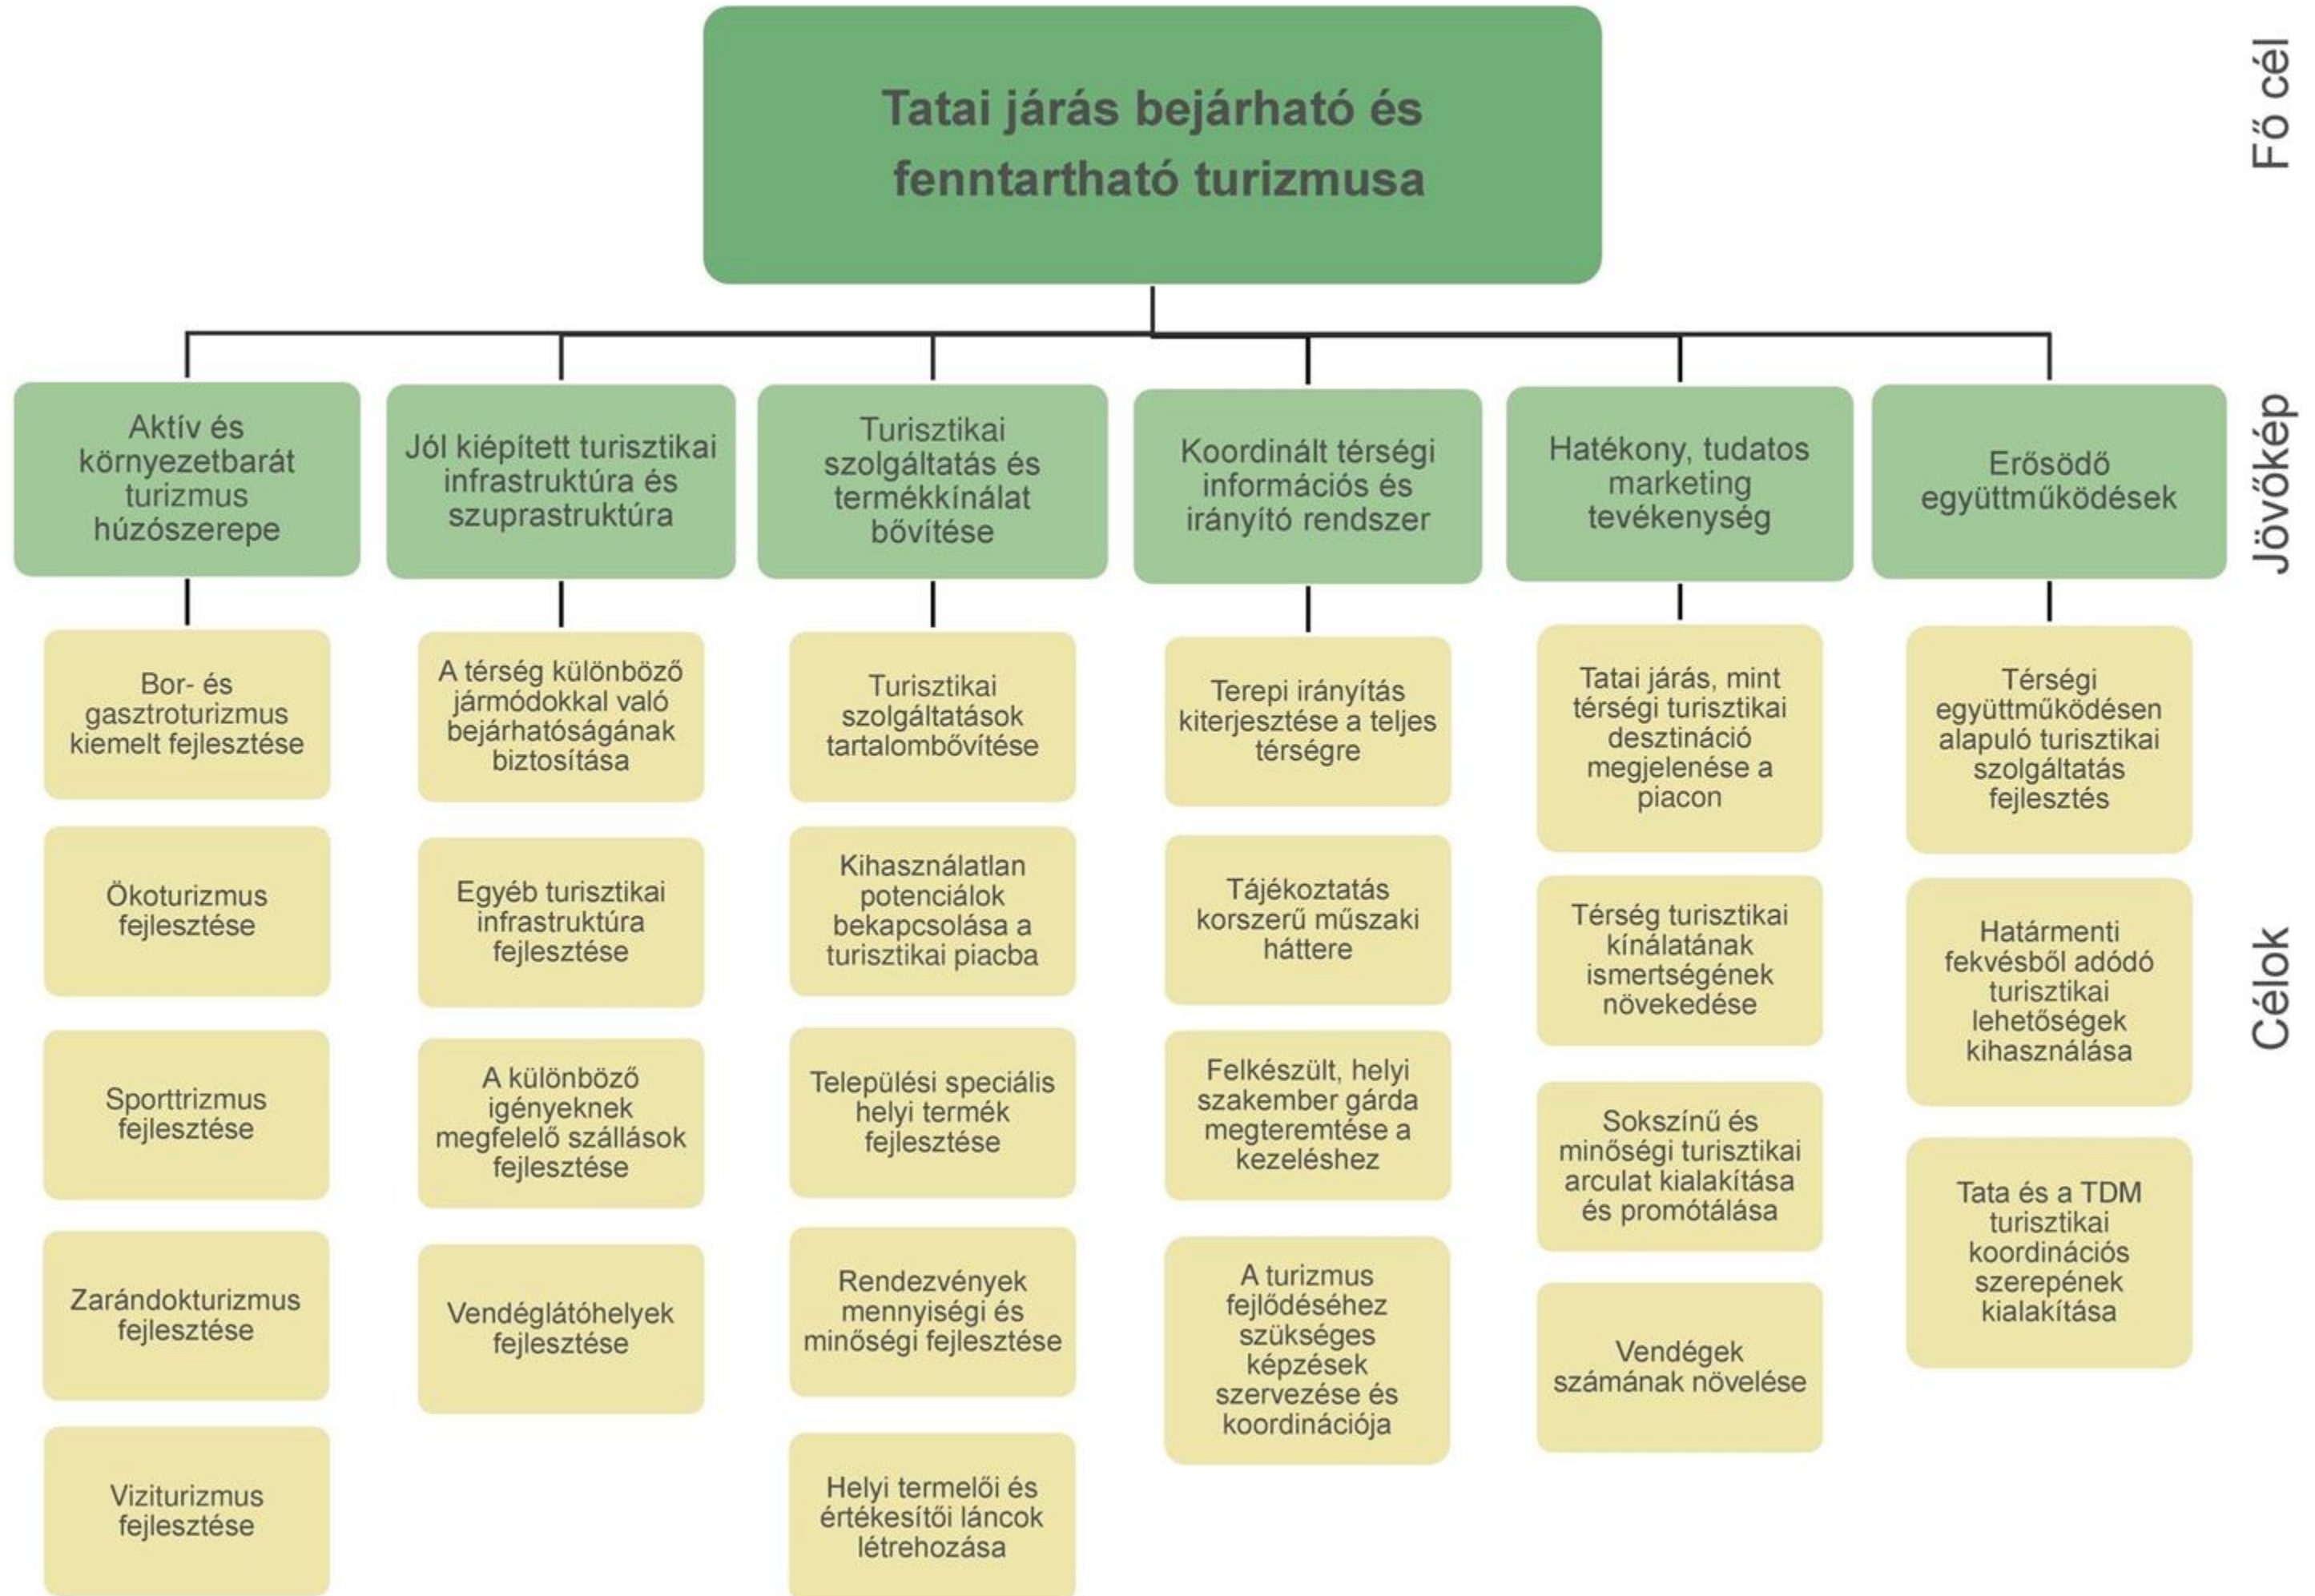 Tatai járás bejárható és
fenntartható turizmusa
Fő cél
Aktív és
környezetbarát
turizmus
húzószerepe
Jól kiépített turisztikai
infrastruktúra és
szuprastruktúra
Turisztikai
szolgáltatás és
termékkínálat
bővítése
Koordinált térségi
információs és
irányító rendszer
Hatékony, tudatos
marketing
tevékenység
Erősödő
együttműködések
Jövőkép
Bor- és
gasztroturizmus
kiemelt fejlesztése
Ökoturizmus
fejlesztése
Sporttrizmus
fejlesztése
Zarándokturizmus
fejlesztése
Viziturizmus
fejlesztése
A térség különböző
jármódokkal való
bejárhatóságának
biztosítása
Egyéb turisztikai
infrastruktúra
fejlesztése
A különböző
igényeknek
megfelelő szállások
fejlesztése
Vendéglátóhelyek
fejlesztése
Turisztikai
szolgáltatások
tartalombővítése
Kihasználatlan
potenciálok
bekapcsolása a
turisztikai piacba
Települési speciális
helyi termék
fejlesztése
Rendezvények
mennyiségi és
minőségi fejlesztése
Helyi termelői és
értékesítői láncok
létrehozása
Terepi irányítás
kiterjesztése a teljes
térségre
Tájékoztatás
korszerű műszaki
háttere
Felkészült, helyi
szakember gárda
megteremtése a
kezeléshez
A turizmus
fejlődéséhez
szükséges
képzések
szervezése és
koordinációja
Tatai járás, mint
térségi turisztikai
desztináció
megjelenése a
piacon
Térség turisztikai
kínálatának
ismertségének
növekedése
Sokszínű és
minőségi turisztikai
arculat kialakítása
és promótálása
Vendégek
számának növelése
Térségi
együttműködésen
alapuló turisztikai
szolgáltatás
fejlesztés
Határmenti
fekvésből adódó
turisztikai
lehetőségek
kihasználása
Tata és a TDM
turisztikai
koordinációs
szerepének
kialakítása
Célok